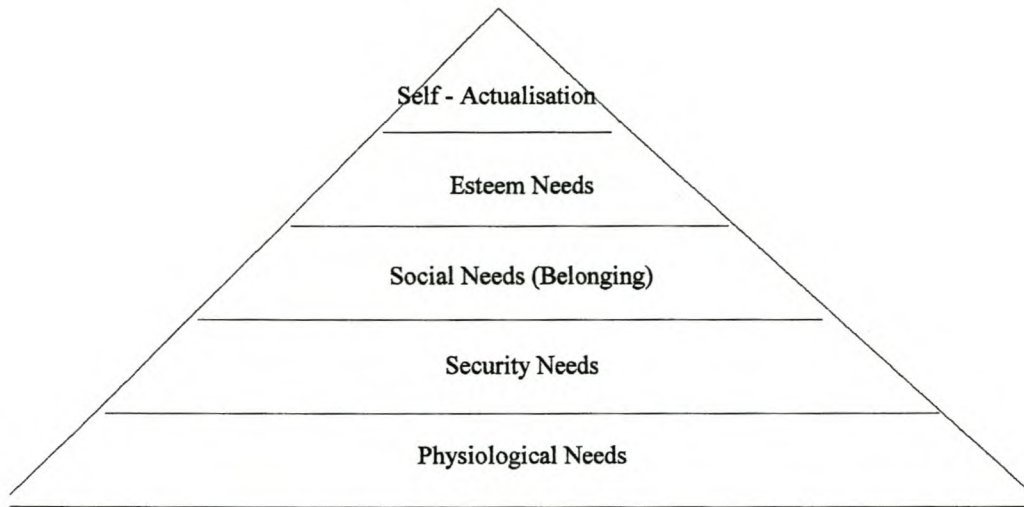 Self - Actualisation
Esteem Needs
Social Needs (Belonging)
Security Needs
Physiological Needs